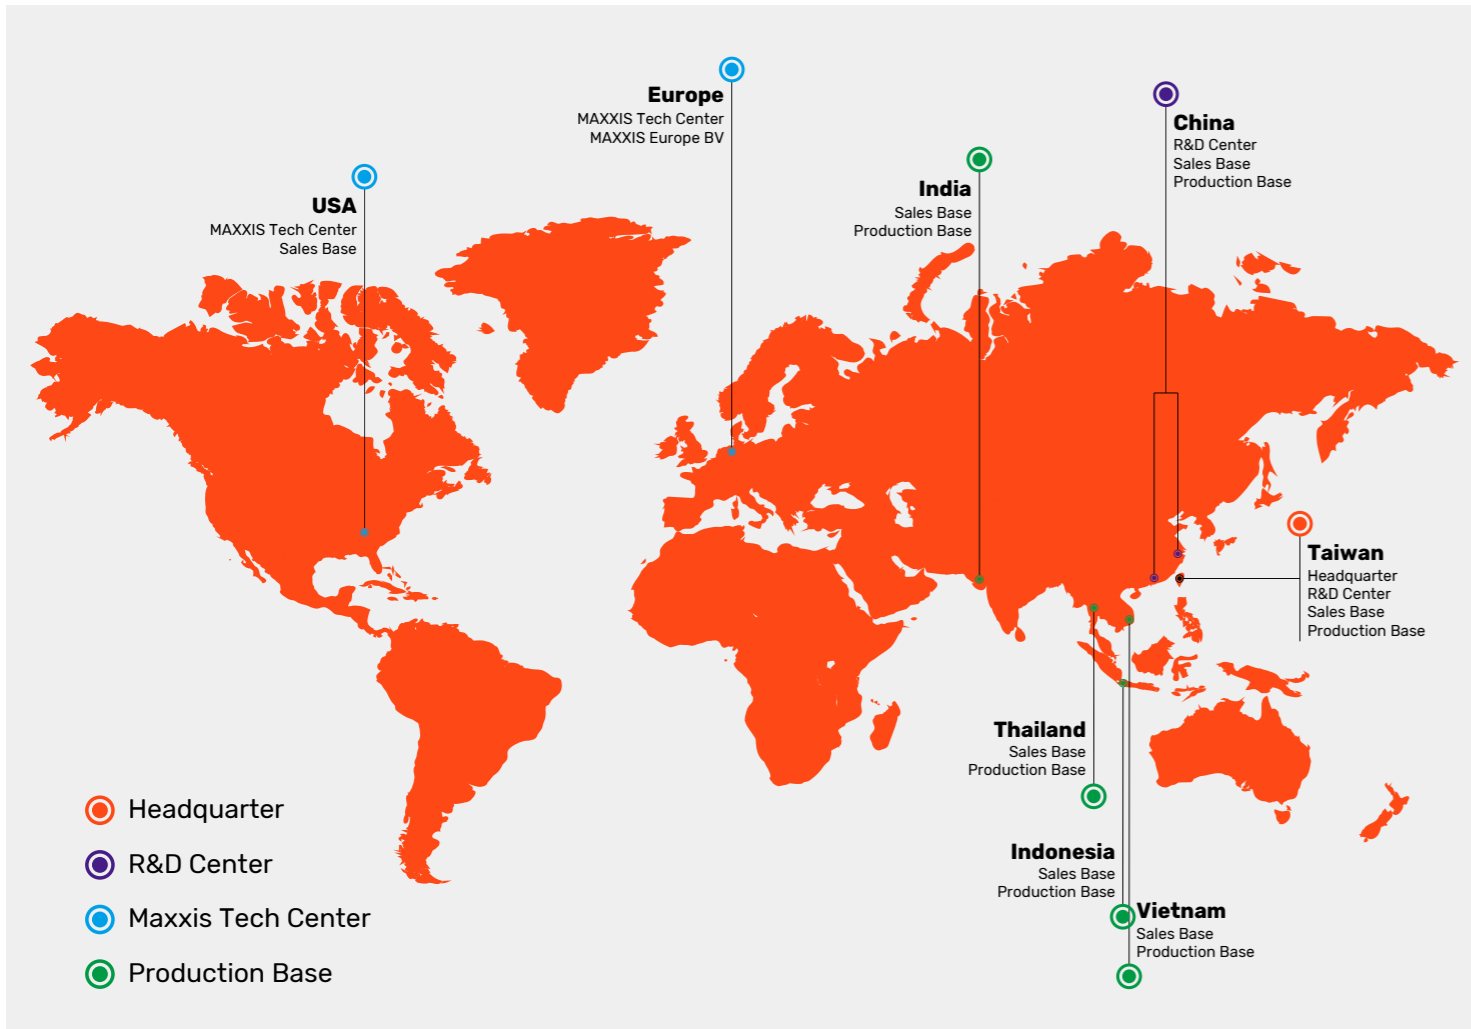 Europe
MAXXIS Tech Center
MAXXIS Europe BV
China
R&D Center
Sales Base
Production Base
India
Sales Base
Production Base
USA
MAXXIS Tech Center
Sales Base
Taiwan
Headquarter
R&D Center
Sales Base
Production Base
Thailand
Sales Base
Production Base
Indonesia
Sales Base
Production Base
Vietnam
Sales Base
Production Base
Headquarter
R&D Center
Maxxis Tech Center
Production Base